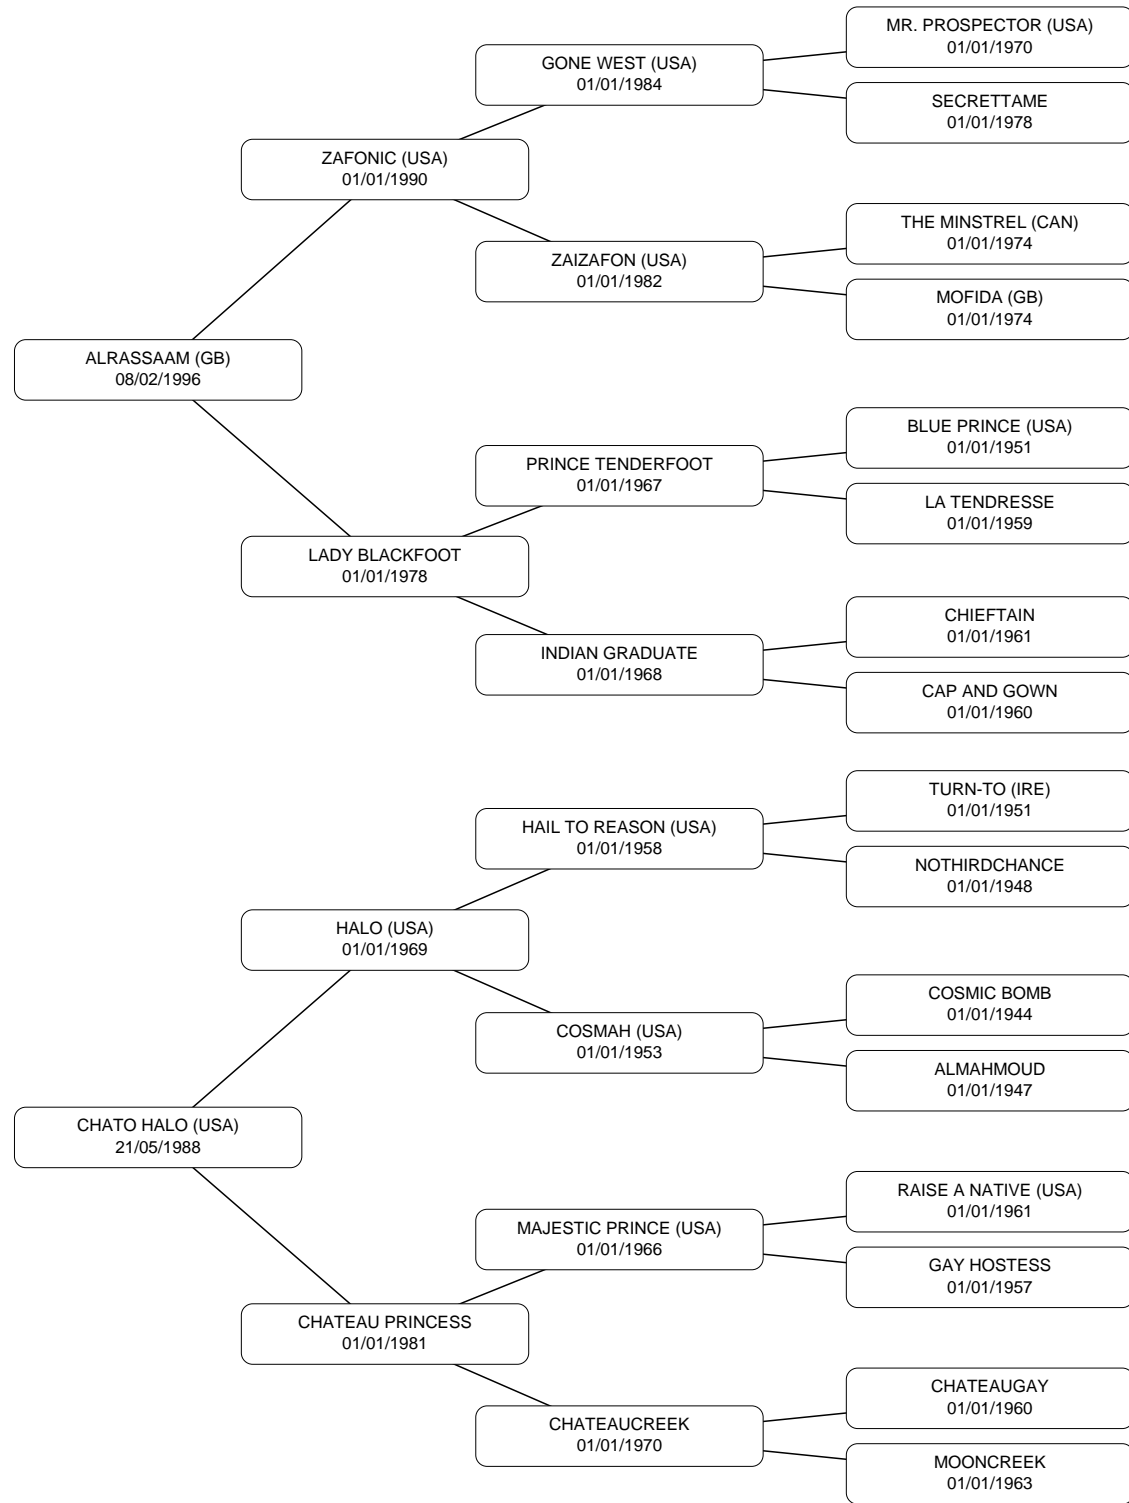 MR. PROSPECTOR (USA)
01/01/1970
GONE WEST (USA)
01/01/1984
SECRETTAME
01/01/1978
ZAFONIC (USA)
01/01/1990
THE MINSTREL (CAN)
01/01/1974
ZAIZAFON (USA)
01/01/1982
MOFIDA (GB)
01/01/1974
ALRASSAAM (GB)
08/02/1996
BLUE PRINCE (USA)
01/01/1951
PRINCE TENDERFOOT
01/01/1967
LA TENDRESSE
01/01/1959
LADY BLACKFOOT
01/01/1978
CHIEFTAIN
01/01/1961
INDIAN GRADUATE
01/01/1968
CAP AND GOWN
01/01/1960
TURN-TO (IRE)
01/01/1951
HAIL TO REASON (USA)
01/01/1958
NOTHIRDCHANCE
01/01/1948
HALO (USA)
01/01/1969
COSMIC BOMB
01/01/1944
COSMAH (USA)
01/01/1953
ALMAHMOUD
01/01/1947
CHATO HALO (USA)
21/05/1988
RAISE A NATIVE (USA)
01/01/1961
MAJESTIC PRINCE (USA)
01/01/1966
GAY HOSTESS
01/01/1957
CHATEAU PRINCESS
01/01/1981
CHATEAUGAY
01/01/1960
CHATEAUCREEK
01/01/1970
MOONCREEK
01/01/1963